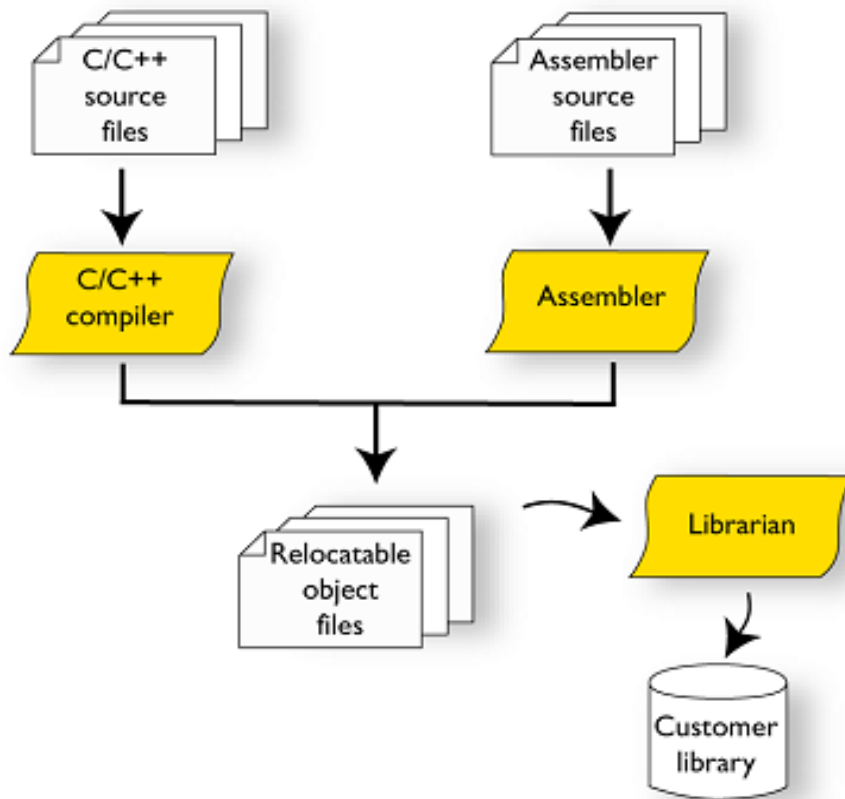 C/C++
source
files
Assembler
source
files
C/C++
compiler
Assembler
Relocatable
object
files
Librarian
Customer
library